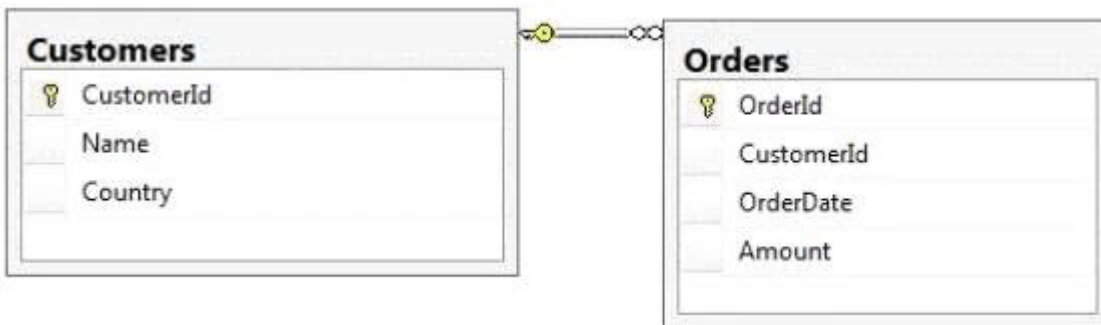 Customers
CustomerId
Name
Country
Orders
OrderId
CustomerId
OrderDate
Amount